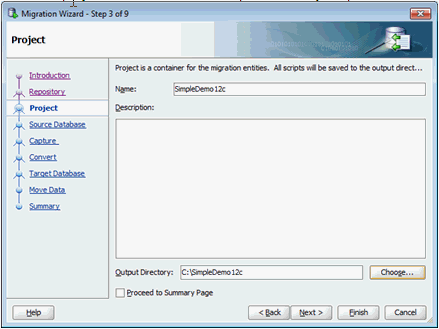 Migration Wizard - Step 3 of 9
Project
Project is a container for the migration entities. All scripts will be saved to the output direct...
Introduction
Repository
Project
Source Database
Capture
Convert
Target Database
Move Data
Summary
Name: SimpleDemo12c
Description:
Output Directory: C:\SimpleDemo12c Choose...
Proceed to Summary Page
Help < Back Next > Finish Cancel